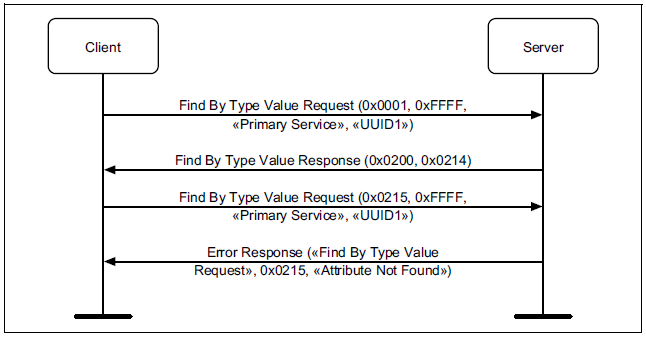 Client
Server
Find By Type Value Request (0x0001, 0xFFFF,
«Primary Service», «UUID1»)
Find By Type Value Response (0x0200, 0x0214)
Find By Type Value Request (0x0215, 0xFFFF,
«Primary Service», «UUID1»)
Error Response («Find By Type Value
Request», 0x0215, «Attribute Not Found»)